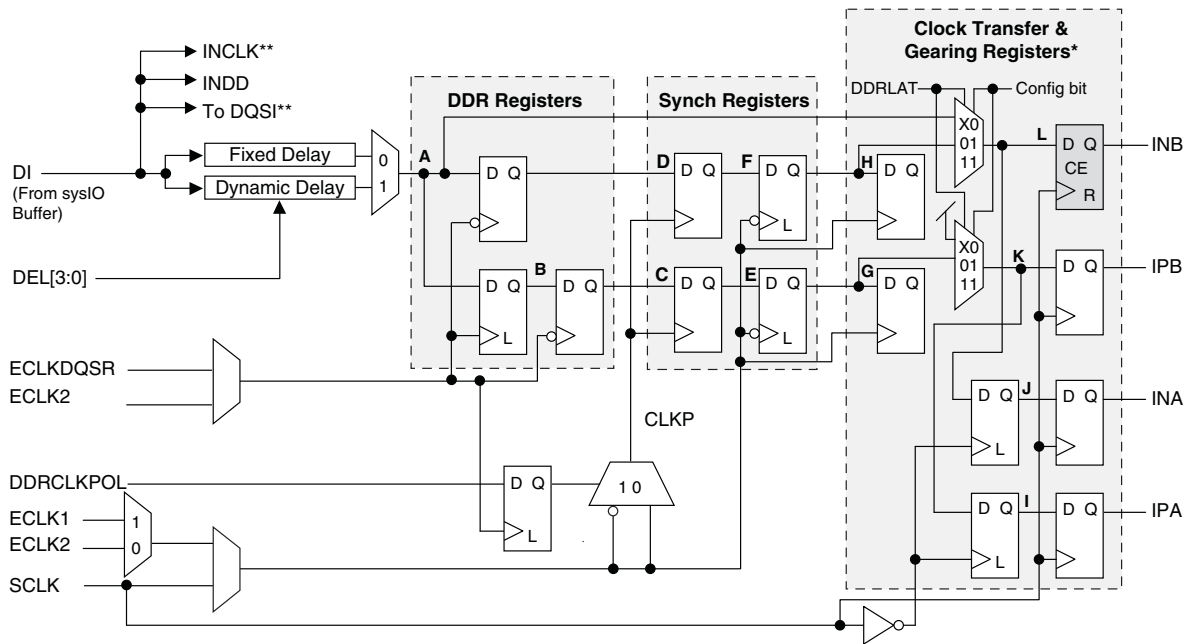 Clock Transfer &
Gearing Registers*
INCLK**
INDD
To DQSI**
DDR Registers
Synch Registers
DDRLAT
Config bit
X0
01
11
L
D Q
CE
R
INB
DI
(From sysIO
Buffer)
Fixed Delay
Dynamic Delay
0
1
A
D Q
D
D Q
F
D Q
L
H
D Q
DEL[3:0]
D Q
L
B
D Q
C
D Q
E
D Q
L
G
D Q
X0
01
11
K
D Q
IPB
ECLKDQSR
ECLK2
CLKP
D Q
L
J
D Q
INA
DDRCLKPOL
D Q
L
1 0
ECLK1
ECLK2
1
0
D Q
L
I
D Q
IPA
SCLK